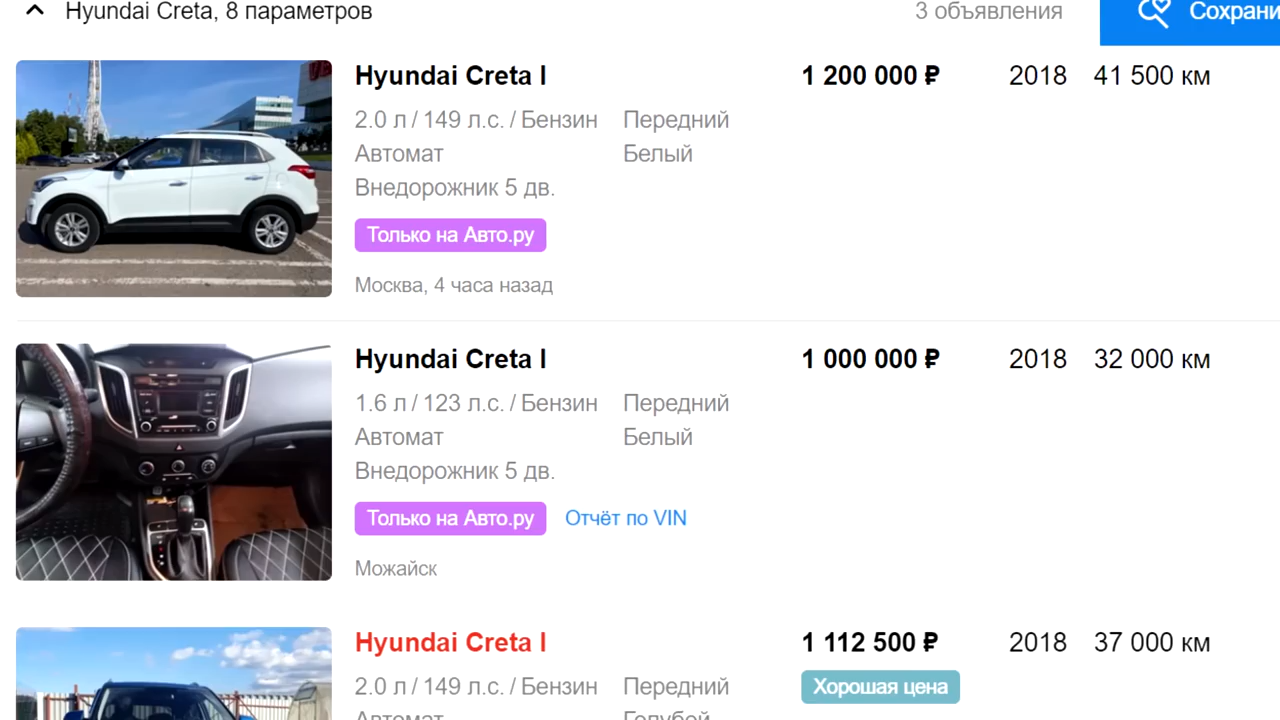 Hyundai Creta, 8 параметров
3 объявления
Сохрани
Hyundai Creta I
1 200 000 ₽
2018
41 500 км
2.0 л / 149 л.с. / Бензин
Передний
Автомат
Белый
Внедорожник 5 дв.
Только на Авто.ру
Москва, 4 часа назад
Hyundai Creta I
1 000 000 ₽
2018
32 000 км
1.6 л / 123 л.с. / Бензин
Передний
Автомат
Белый
Внедорожник 5 дв.
Только на Авто.ру
Отчёт по VIN
Можайск
Hyundai Creta I
1 112 500 ₽
2018
37 000 км
2.0 л / 149 л.с. / Бензин
Передний
Хорошая цена
Автомат
Голубой